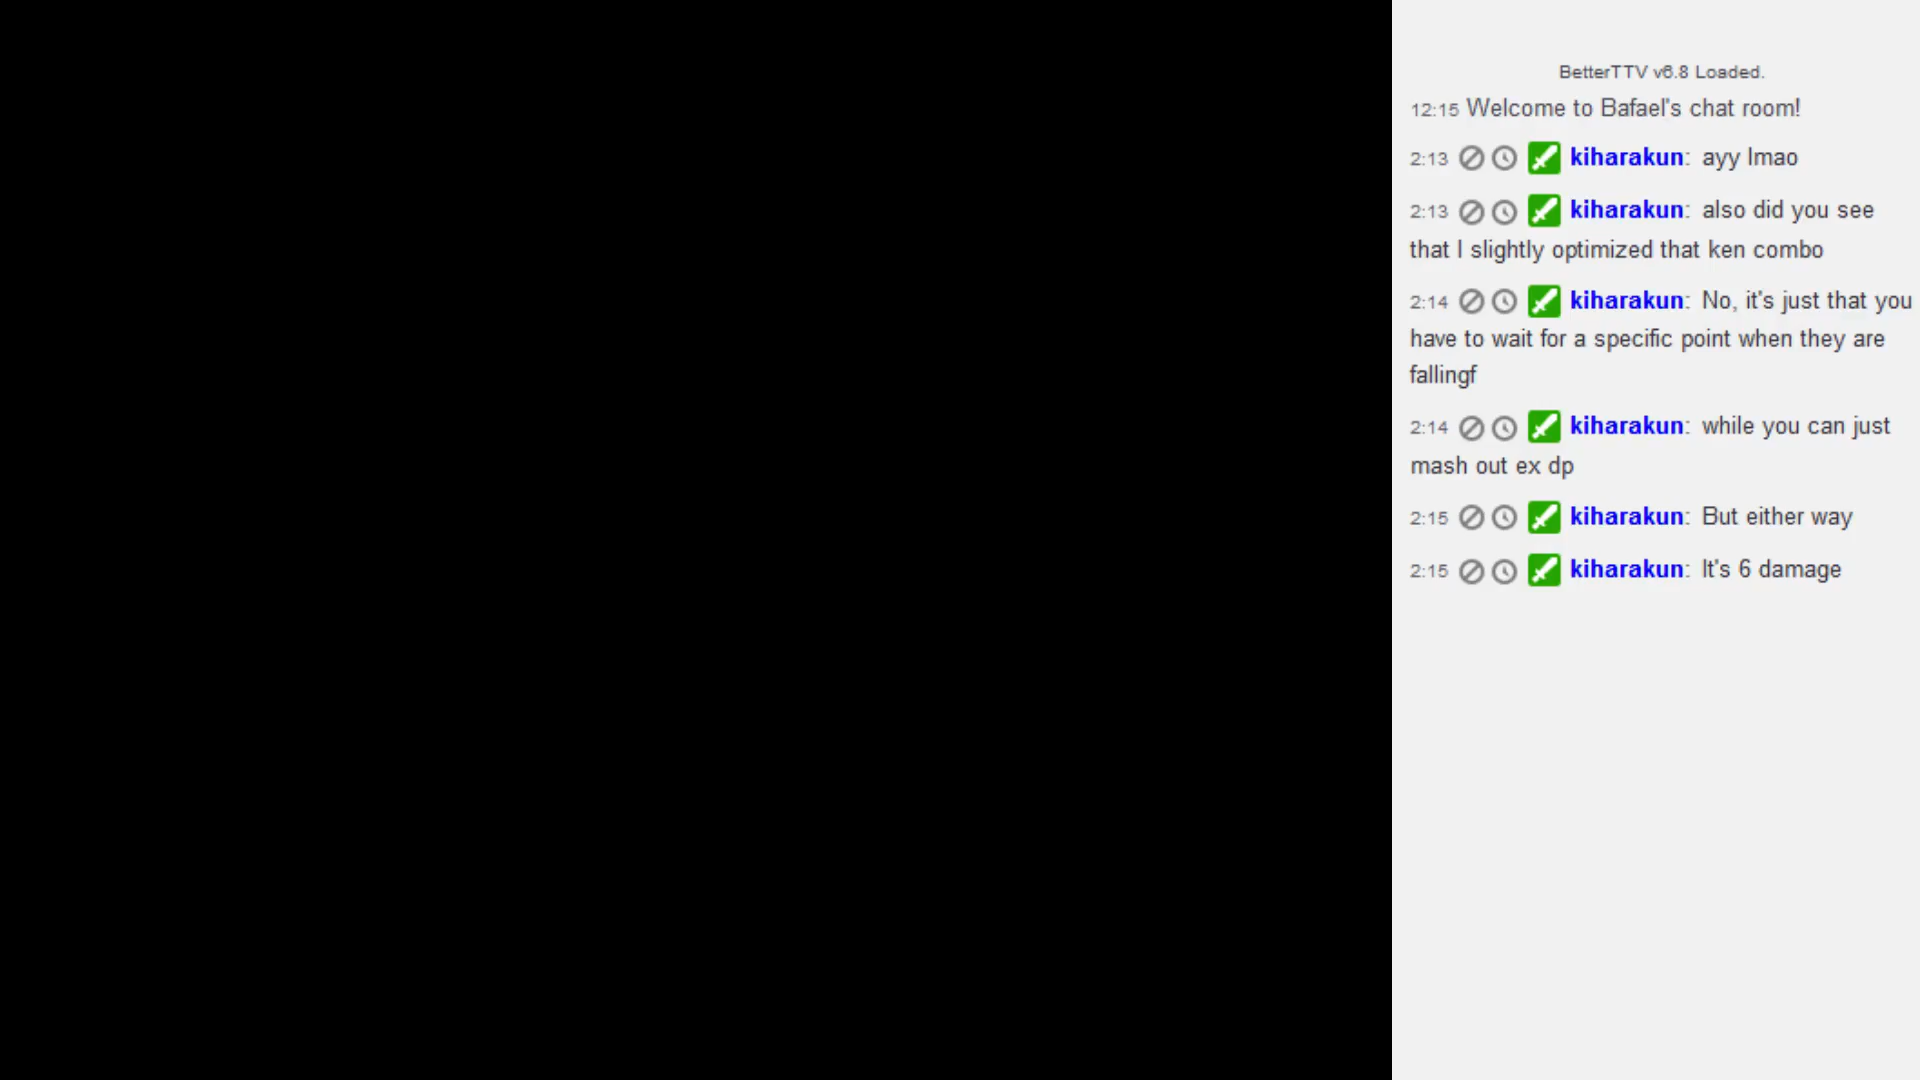 BetterTTV v6.8 Loaded.
12:15 Welcome to Bafael's chat room!
2:13 kiharakun: ayy lmao
2:13 kiharakun: also did you see
that I slightly optimized that ken combo
2:14 kiharakun: No, it's just that you
have to wait for a specific point when they are
fallingf
2:14 kiharakun: while you can just
mash out ex dp
2:15 kiharakun: But either way
2:15 kiharakun: It's 6 damage